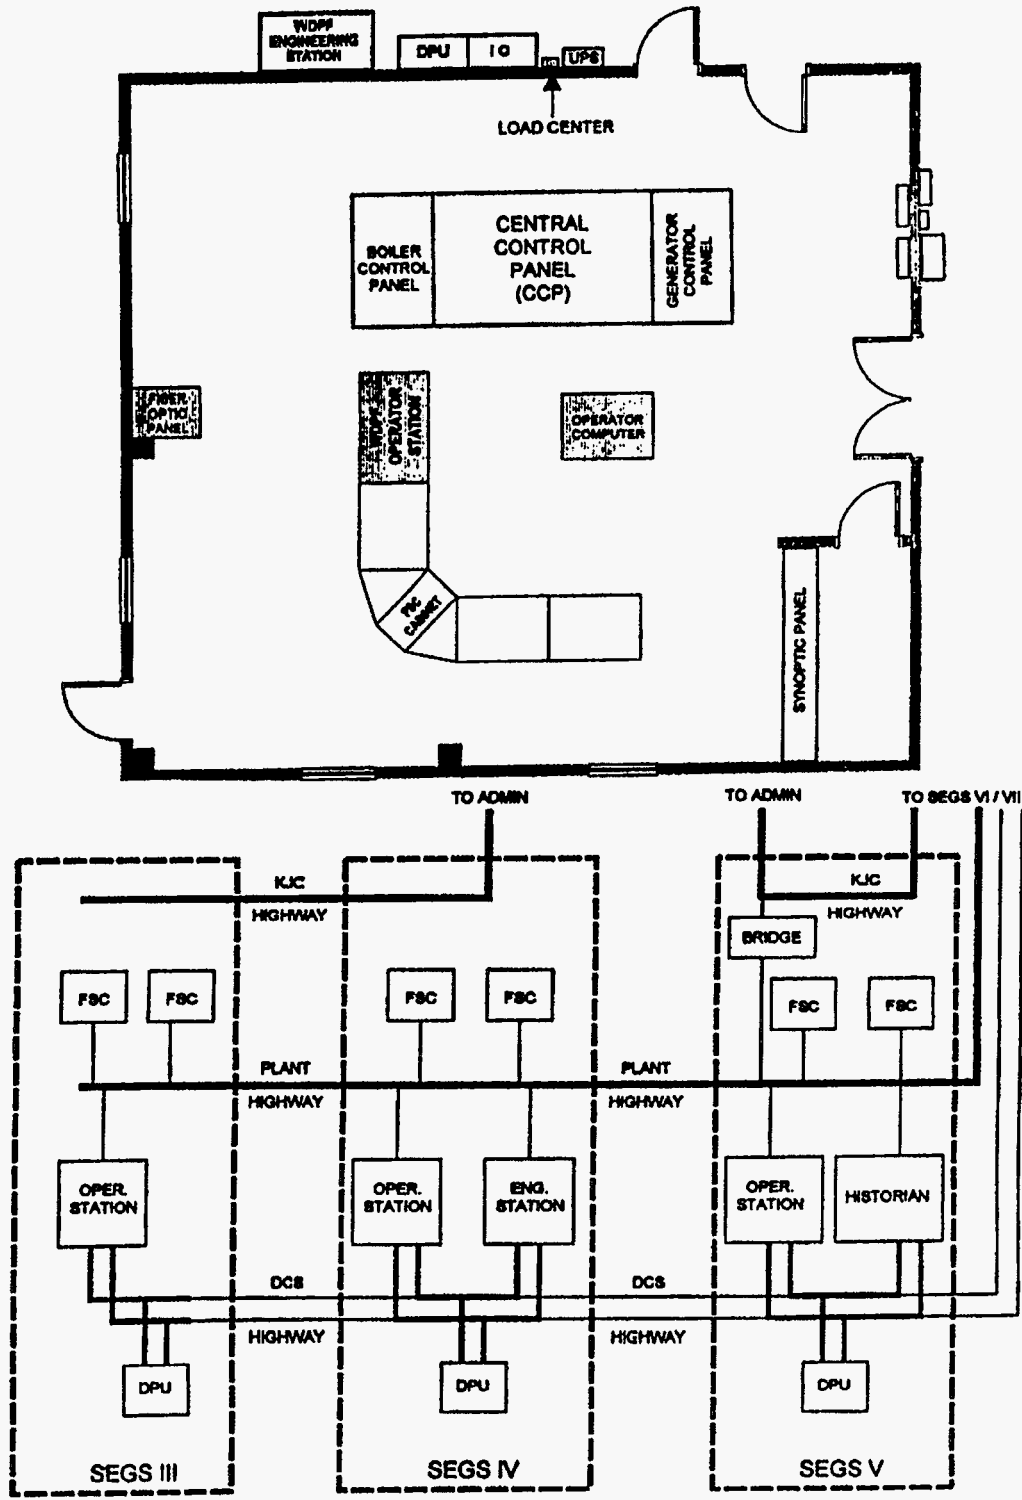 WDPF
ENGINEERING
STATION
DPU
I O
UPS
LOAD CENTER
BOILER
CONTROL
PANEL
CENTRAL
CONTROL
PANEL
(CCP)
GENERATOR
CONTROL
PANEL
FIBER
OPTIC
PANEL
WDPF
OPERATOR
STATION
OPERATOR
COMPUTER
FSC
CABINET
SYNOPTIC PANEL
TO ADMIN
TO ADMIN
TO SEGS VI / VII
KJC
HIGHWAY
KJC
HIGHWAY
BRIDGE
FSC
FSC
FSC
FSC
FSC
FSC
PLANT
HIGHWAY
PLANT
HIGHWAY
OPER.
STATION
OPER.
STATION
ENG.
STATION
OPER.
STATION
HISTORIAN
DCS
HIGHWAY
DCS
HIGHWAY
DPU
DPU
DPU
SEGS III
SEGS IV
SEGS V